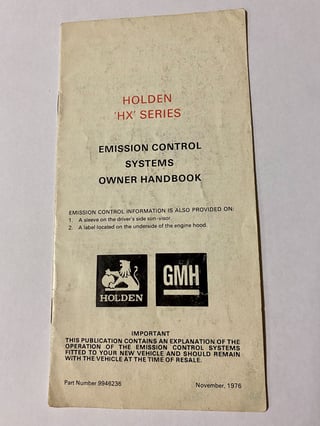 HOLDEN
'HX' SERIES
EMISSION CONTROL
SYSTEMS
OWNER HANDBOOK
EMISSION CONTROL INFORMATION IS ALSO PROVIDED ON:
1. A sleeve on the driver's side sun-visor.
2. A label located on the underside of the engine hood.
HOLDEN
GMH
IMPORTANT
THIS PUBLICATION CONTAINS AN EXPLANATION OF THE
OPERATION OF THE EMISSION CONTROL SYSTEMS
FITTED TO YOUR NEW VEHICLE AND SHOULD REMAIN
WITH THE VEHICLE AT THE TIME OF RESALE.
Part Number 9946236
November, 1976